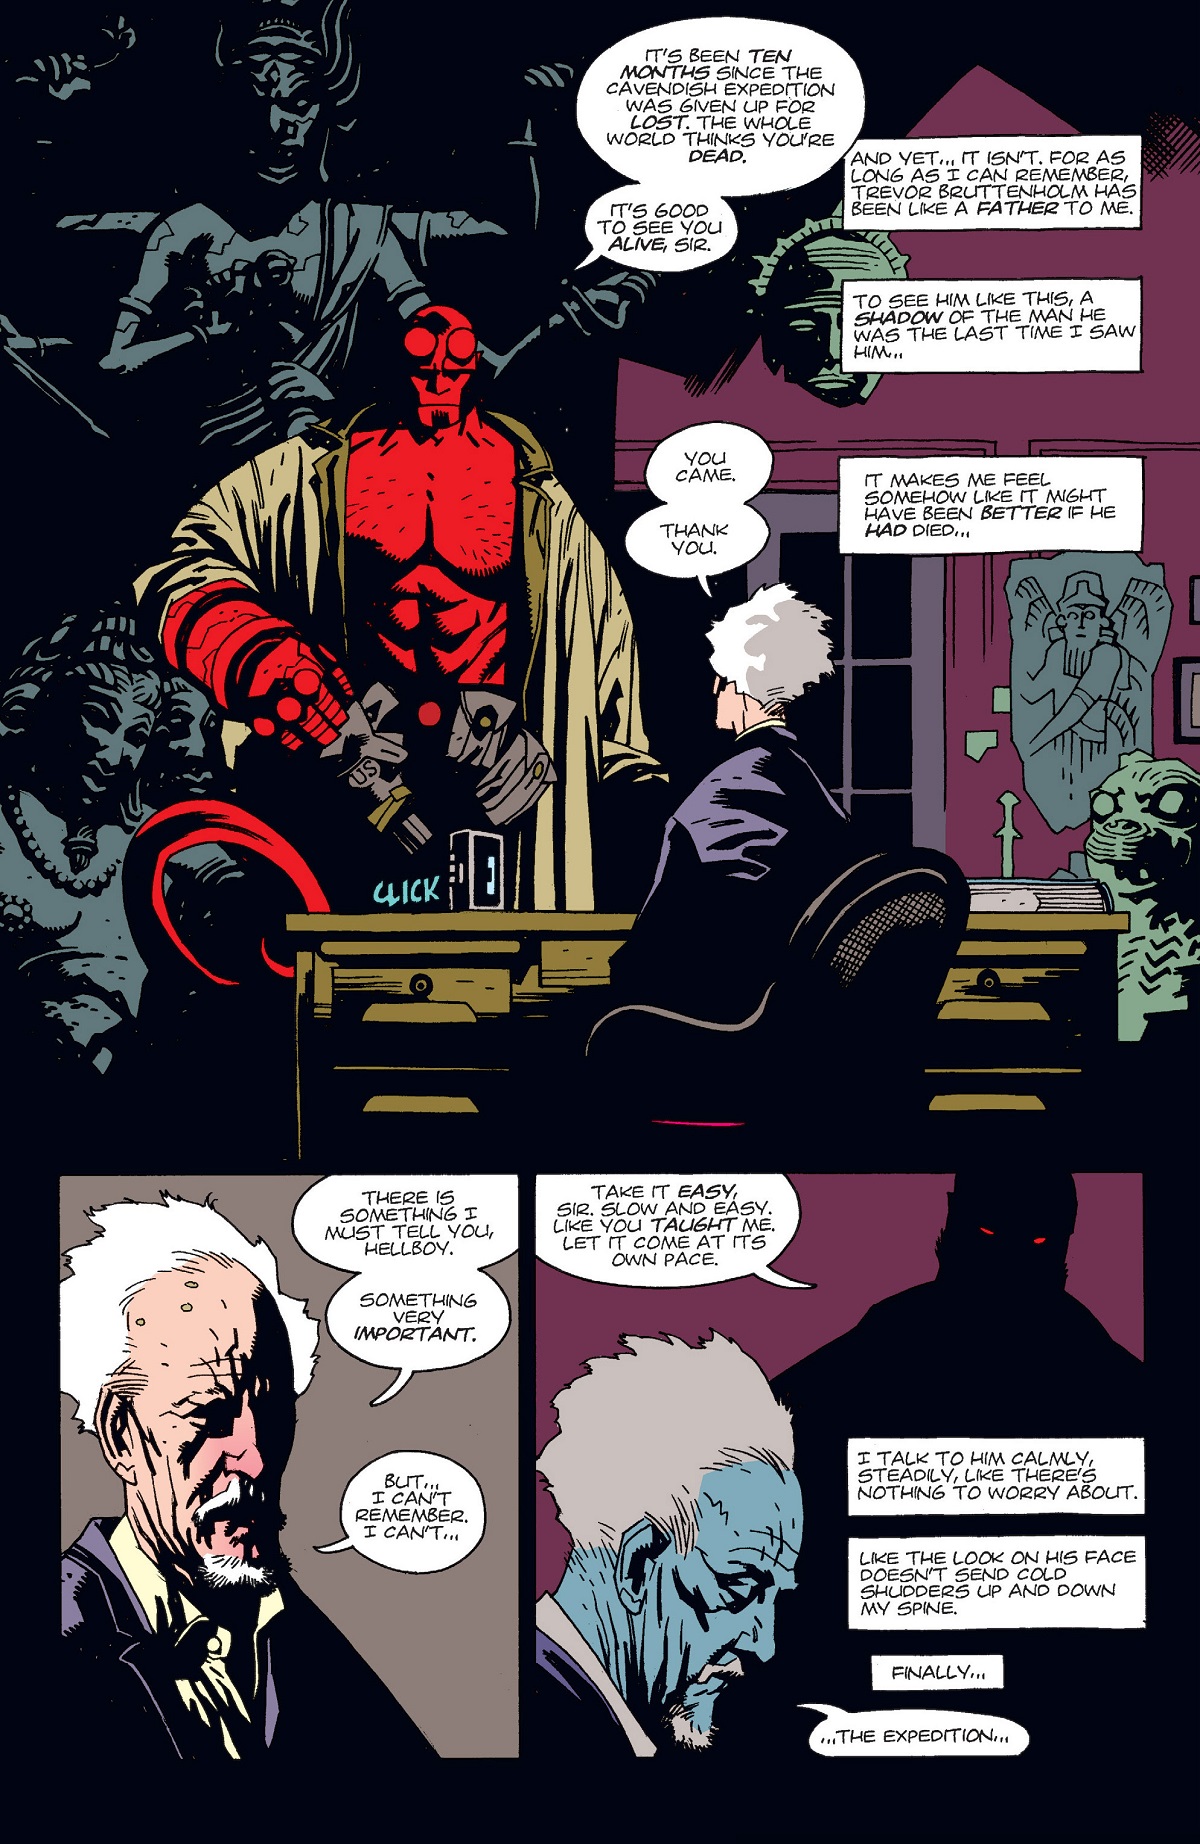 IT'S BEEN TEN
MONTHS SINCE THE
CAVENDISH EXPEDITION
WAS GIVEN UP FOR
LOST. THE WHOLE
WORLD THINKS YOU'RE
DEAD.
IT'S GOOD
TO SEE YOU
ALIVE, SIR.
AND YET... IT ISN'T. FOR AS
LONG AS I CAN REMEMBER,
TREVOR BRUTTENHOLM HAS
BEEN LIKE A FATHER TO ME.
TO SEE HIM LIKE THIS, A
SHADOW OF THE MAN HE
WAS THE LAST TIME I SAW
HIM...
YOU
CAME.
THANK
YOU.
IT MAKES ME FEEL
SOMEHOW LIKE IT MIGHT
HAVE BEEN BETTER IF HE
HAD DIED...
US
CLICK
THERE IS
SOMETHING I
MUST TELL YOU,
HELLBOY.
SOMETHING
VERY
IMPORTANT.
BUT...
I CAN'T
REMEMBER.
I CAN'T...
TAKE IT EASY,
SIR. SLOW AND EASY.
LIKE YOU TAUGHT ME.
LET IT COME AT ITS
OWN PACE.
I TALK TO HIM CALMLY,
STEADILY, LIKE THERE'S
NOTHING TO WORRY ABOUT.
LIKE THE LOOK ON HIS FACE
DOESN'T SEND COLD
SHUDDERS UP AND DOWN
MY SPINE.
FINALLY...
...THE EXPEDITION...